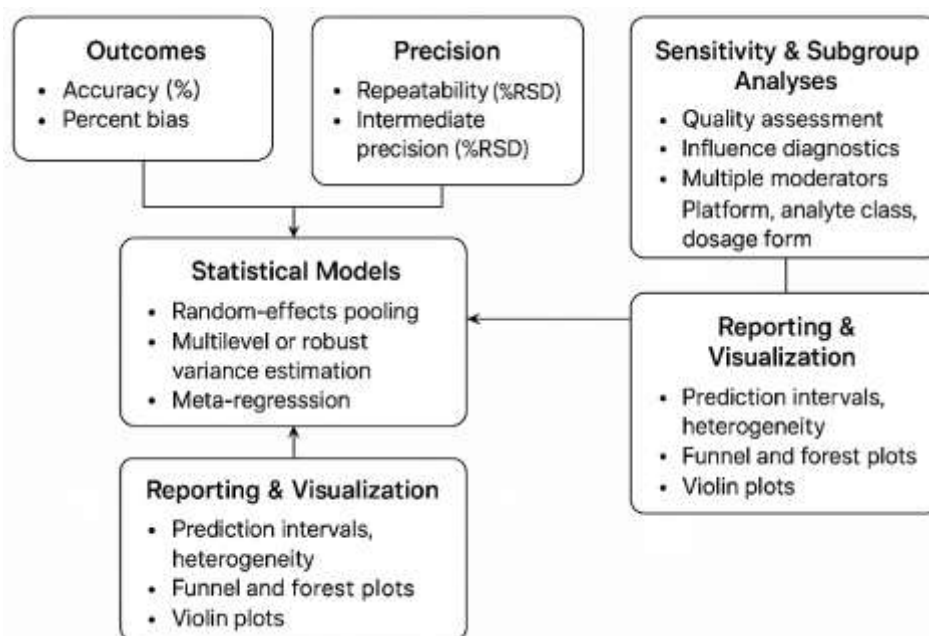 Outcomes
• Accuracy (%)
• Percent bias
Precision
• Repeatability (%RSD)
• Intermediate
precision (%RSD)
Sensitivity & Subgroup
Analyses
• Quality assessment
• Influence diagnostics
• Multiple moderators
Platform, analyte class,
dosage form
Statistical Models
• Random-effects pooling
• Multilevel or robust
variance estimation
• Meta-regresssion
Reporting &
Visualization
• Prediction intervals,
heterogeneity
• Funnel and forest plots
• Violin plots
Reporting & Visualization
• Prediction intervals,
heterogeneity
• Funnel and forest plots
• Violin plots